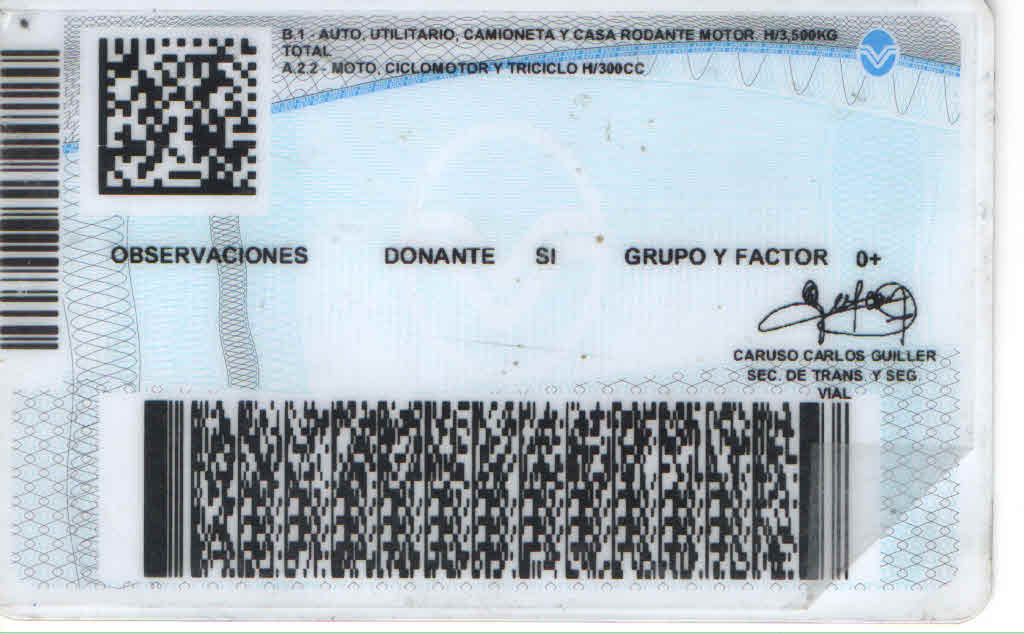 B.1 - AUTO, UTILITARIO, CAMIONETA Y CASA RODANTE MOTOR. H/3,500KG
TOTAL
A.2.2 - MOTO, CICLOMOTOR Y TRICICLO H/300CC
OBSERVACIONES DONANTE SI GRUPO Y FACTOR 0+
CARUSO CARLOS GUILLER
SEC. DE TRANS. Y SEG.
VIAL